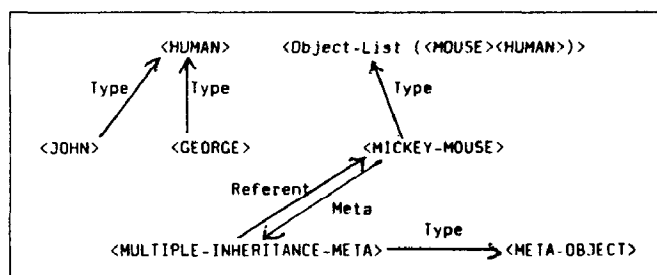 <HUMAN> <Object-List (<MOUSE><HUMAN>)>
Type Type Type
<JOHN> <GEORGE> <MICKEY-MOUSE>
Referent
Meta
Type
<MULTIPLE-INHERITANCE-META> <META-OBJECT>